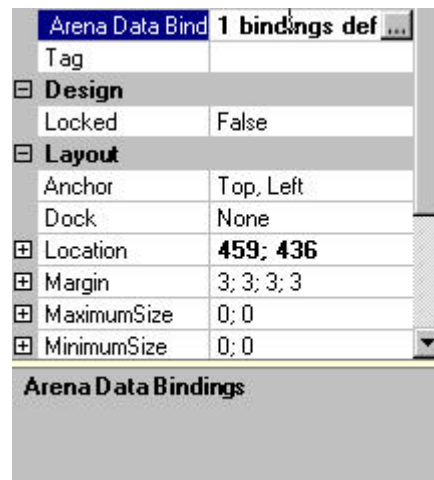 Arena Data Bind 1 bindings def ...
Tag
Design
Locked False
Layout
Anchor Top, Left
Dock None
Location 459; 436
Margin 3; 3; 3; 3
MaximumSize 0; 0
MinimumSize 0; 0
Arena Data Bindings